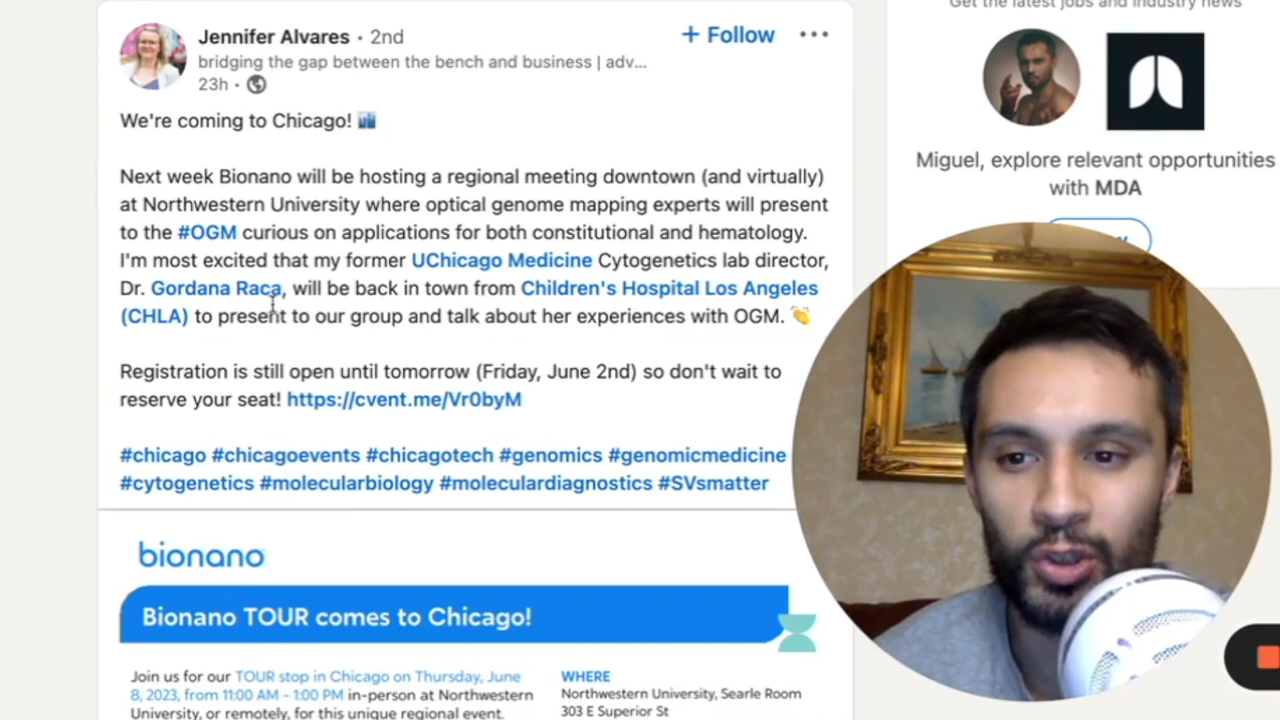 Get the latest jobs and industry news
Jennifer Alvares · 2nd
+ Follow
bridging the gap between the bench and business | adv...
23h ·
We're coming to Chicago! 🏙️
Next week Bionano will be hosting a regional meeting downtown (and virtually)
at Northwestern University where optical genome mapping experts will present
to the #OGM curious on applications for both constitutional and hematology.
I'm most excited that my former UChicago Medicine Cytogenetics lab director,
Dr. Gordana Raca, will be back in town from Children's Hospital Los Angeles
(CHLA) to present to our group and talk about her experiences with OGM. 👏
Registration is still open until tomorrow (Friday, June 2nd) so don't wait to
reserve your seat! https://cvent.me/Vr0byM
#chicago #chicagoevents #chicagotech #genomics #genomicmedicine
#cytogenetics #molecularbiology #moleculardiagnostics #SVsmatter
bionano
Bionano TOUR comes to Chicago!
Join us for our TOUR stop in Chicago on Thursday, June
8, 2023, from 11:00 AM - 1:00 PM in-person at Northwestern
University, or remotely, for this unique regional event.
WHERE
Northwestern University, Searle Room
303 E Superior St
Miguel, explore relevant opportunities
with MDA